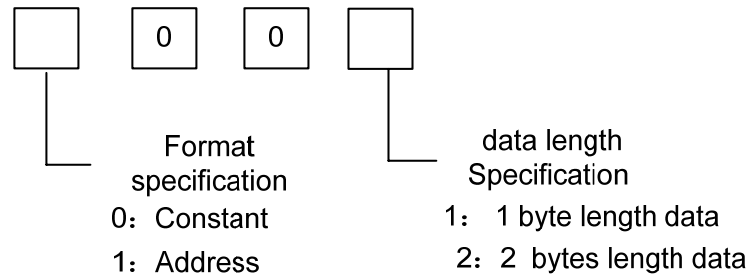 0 0
Format
specification
0：Constant
1：Address
data length
Specification
1： 1 byte length data
2：2 bytes length data